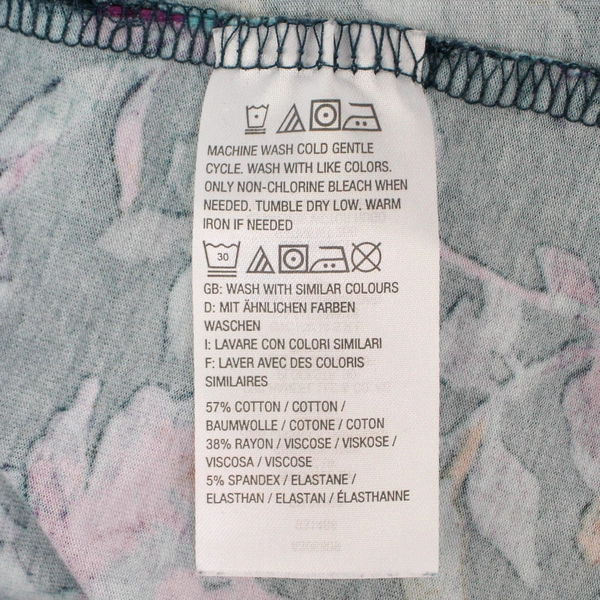 MACHINE WASH COLD GENTLE
CYCLE. WASH WITH LIKE COLORS.
ONLY NON-CHLORINE BLEACH WHEN
NEEDED. TUMBLE DRY LOW. WARM
IRON IF NEEDED
30
GB: WASH WITH SIMILAR COLOURS
D: MIT ÄHNLICHEN FARBEN
WASCHEN
I: LAVARE CON COLORI SIMILARI
F: LAVER AVEC DES COLORIS
SIMILAIRES
57% COTTON / COTTON /
BAUMWOLLE / COTONE / COTON
38% RAYON / VISCOSE / VISKOSE /
VISCOSA / VISCOSE
5% SPANDEX / ELASTANE /
ELASTHAN / ELASTAN / ÉLASTHANNE